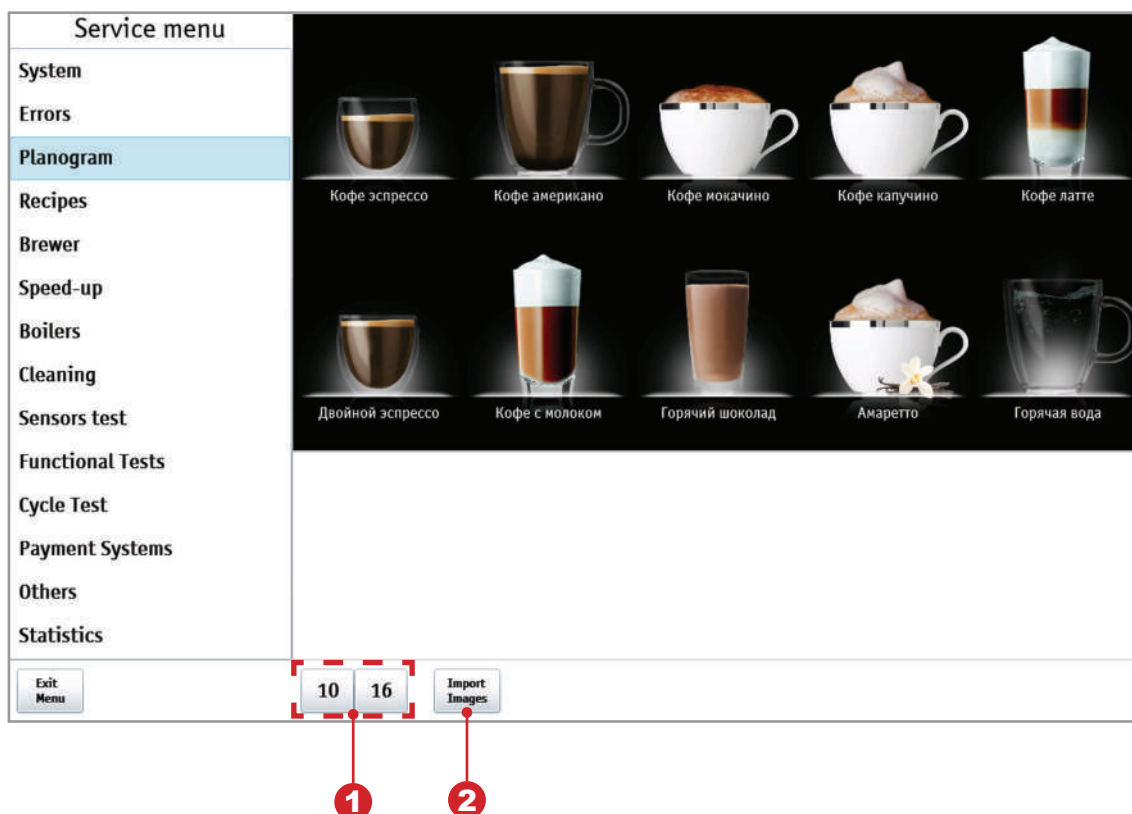 Service menu
System
Errors
Planogram
Recipes
Brewer
Speed-up
Boilers
Cleaning
Sensors test
Functional Tests
Cycle Test
Payment Systems
Others
Statistics
Кофе эспрессо
Кофе американо
Кофе мокачино
Кофе капучино
Кофе латте
Двойной эспрессо
Кофе с молоком
Горячий шоколад
Амаретто
Горячая вода
Exit
Menu
10
16
Import
Images
1
2